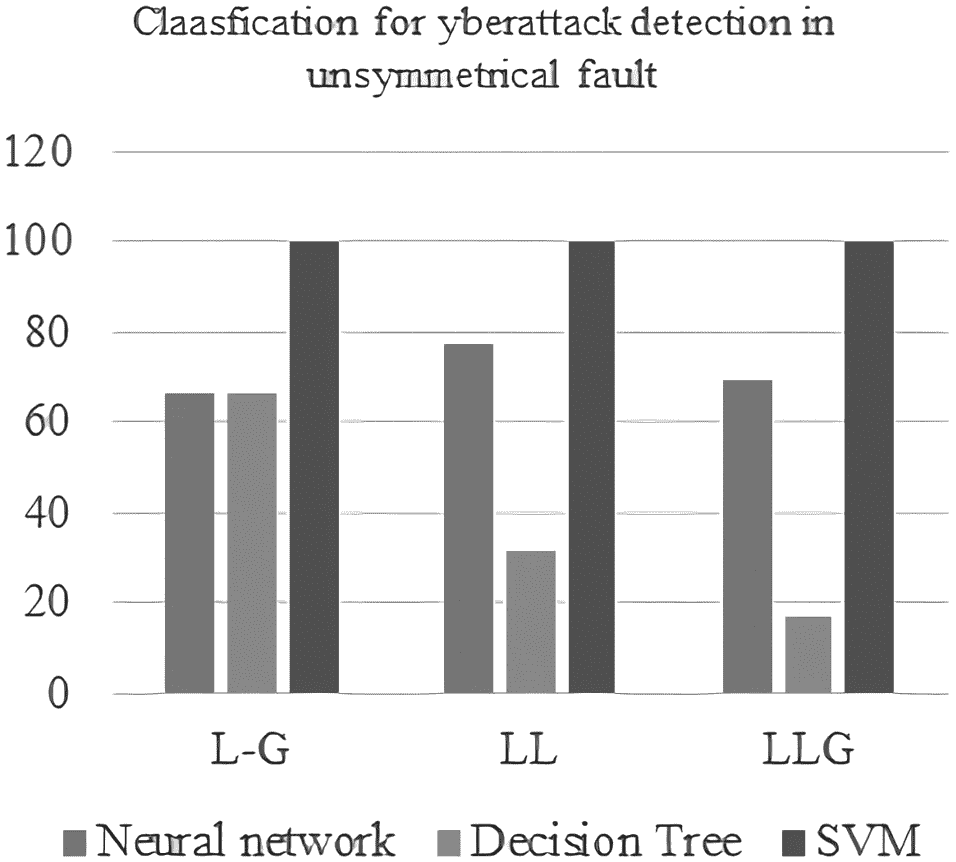 Claasfication for yberattack detection in
unsymmetrical fault
120
100
80
60
40
20
0
L-G LL LLG
Neural network Decision Tree SVM